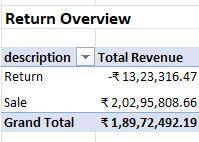 Return Overview
description Total Revenue
Return -₹ 13,23,316.47
Sale ₹ 2,02,95,808.66
Grand Total ₹ 1,89,72,492.19